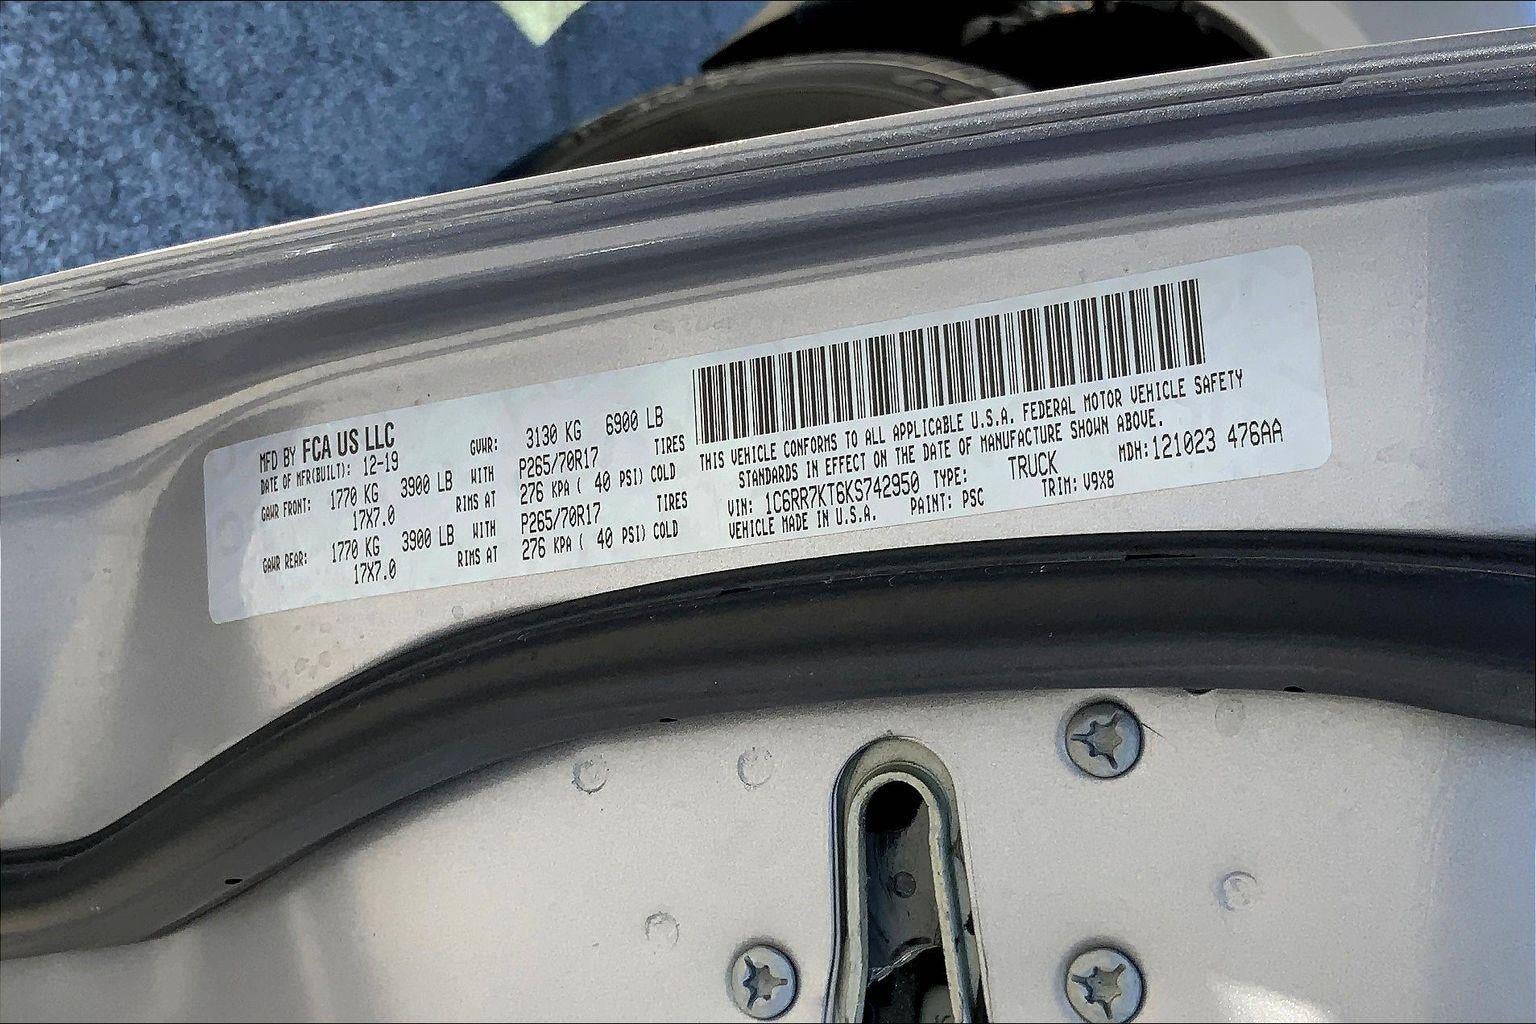 MFD BY FCA US LLC
DATE OF MFR(BUILT): 12-19 GVWR: 3130 KG 6900 LB
GAWR FRONT: 1770 KG 3900 LB WITH P265/70R17 TIRES
17X7.0 RIMS AT 276 KPA ( 40 PSI) COLD
GAWR REAR: 1770 KG 3900 LB WITH P265/70R17 TIRES
17X7.0 RIMS AT 276 KPA ( 40 PSI) COLD
THIS VEHICLE CONFORMS TO ALL APPLICABLE U.S.A. FEDERAL MOTOR VEHICLE SAFETY
STANDARDS IN EFFECT ON THE DATE OF MANUFACTURE SHOWN ABOVE.
VIN: 1C6RR7KT6KS742950 TYPE: TRUCK MDH:121023 476AA
VEHICLE MADE IN U.S.A. PAINT: PSC TRIM: V9X8